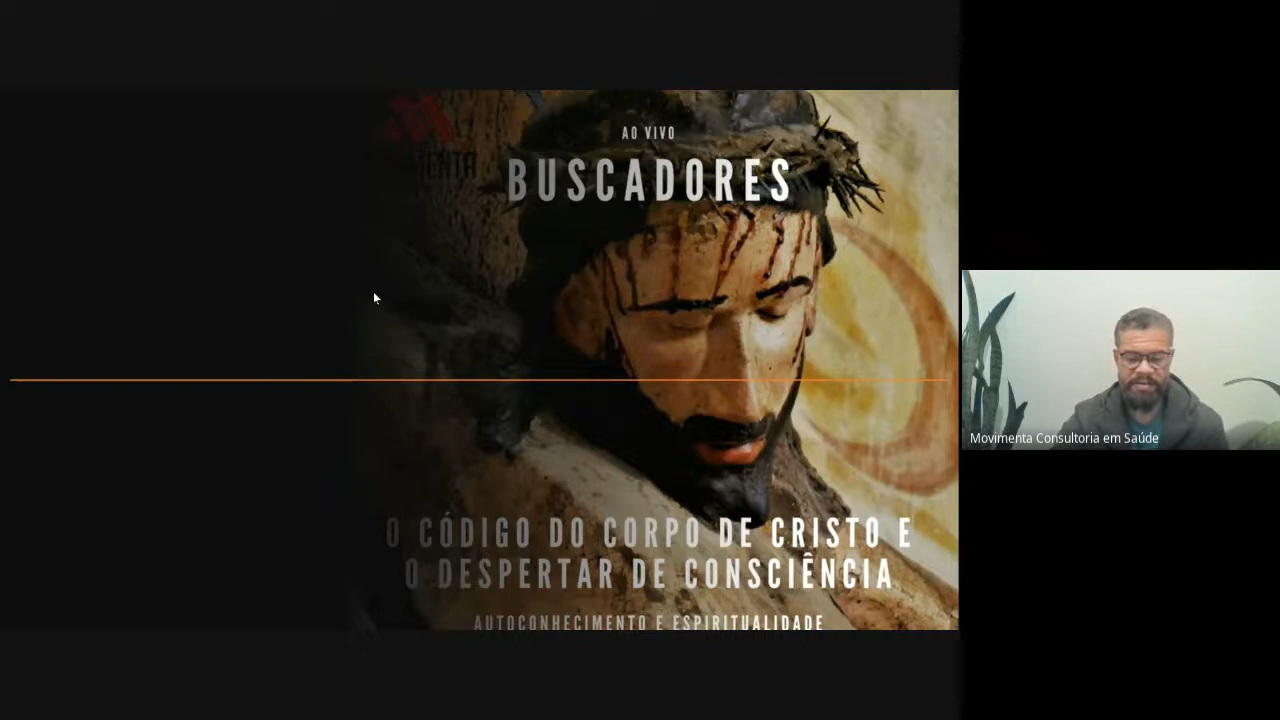 AO VIVO
BUSCADORES
O CÓDIGO DO CORPO DE CRISTO E
O DESPERTAR DE CONSCIÊNCIA
AUTOCONHECIMENTO E ESPIRITUALIDADE
Movimenta Consultoria em Saúde